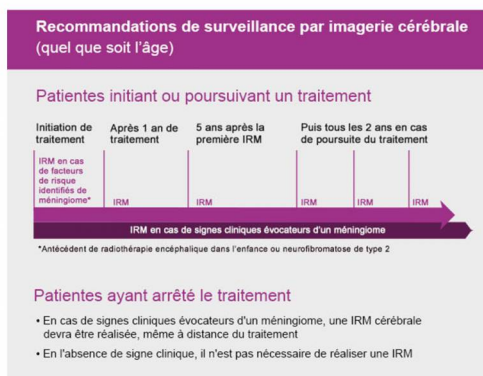 Recommandations de surveillance par imagerie cérébrale
(quel que soit l'âge)
Patientes initiant ou poursuivant un traitement
Initiation de
traitement
Après 1 an de
traitement
5 ans après la
première IRM
Puis tous les 2 ans en cas
de poursuite du traitement
IRM en cas
de facteurs
de risque
identifiés de
méningiome*
IRM
IRM
IRM
IRM
IRM
IRM en cas de signes cliniques évocateurs d'un méningiome
*Antécédent de radiothérapie encéphalique dans l'enfance ou neurofibromatose de type 2
Patientes ayant arrêté le traitement
• En cas de signes cliniques évocateurs d'un méningiome, une IRM cérébrale
devra être réalisée, même à distance du traitement
• En l'absence de signe clinique, il n'est pas nécessaire de réaliser une IRM